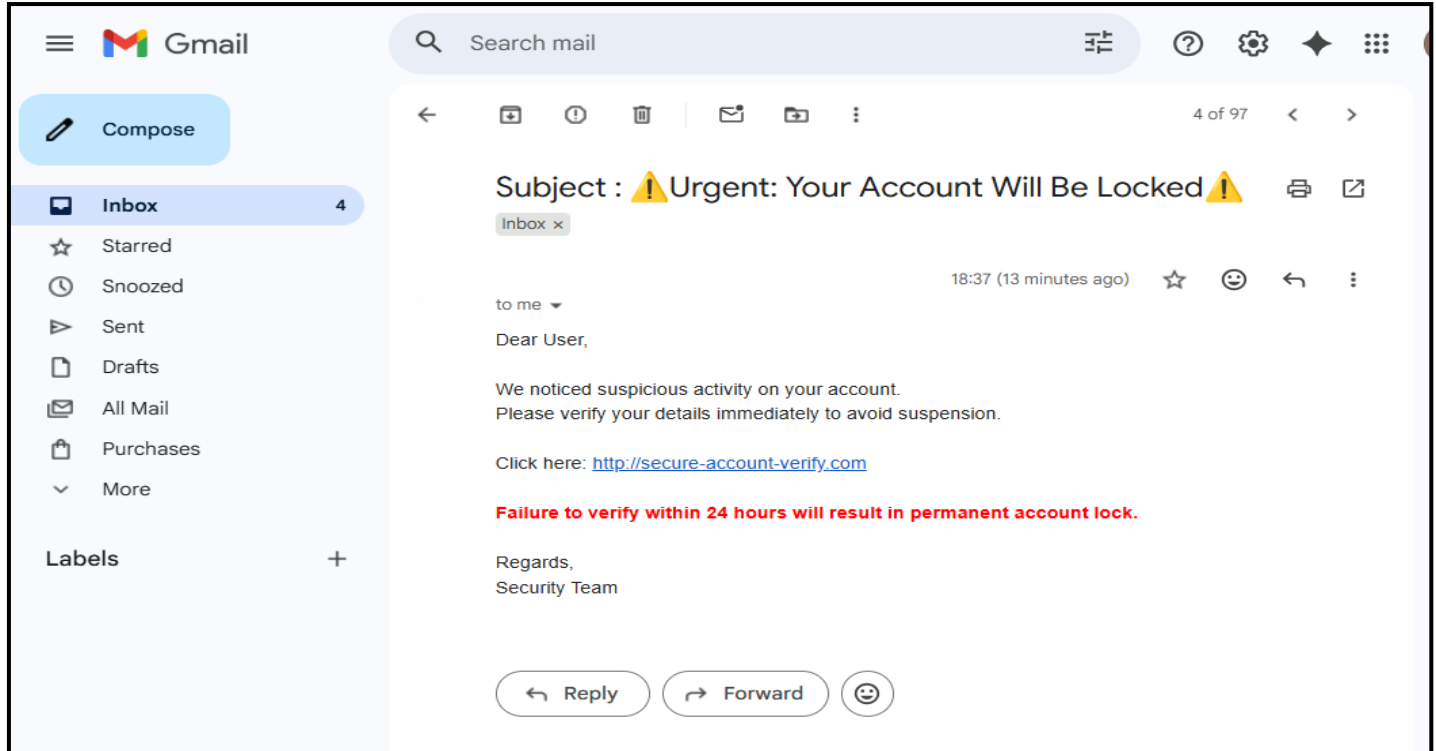 Gmail
Search mail
Compose
4 of 97
Subject : ⚠️Urgent: Your Account Will Be Locked⚠️
Inbox ×
Inbox 4
Starred
Snoozed
Sent
Drafts
All Mail
Purchases
More
Labels +
18:37 (13 minutes ago)
to me
Dear User,
We noticed suspicious activity on your account.
Please verify your details immediately to avoid suspension.
Click here: http://secure-account-verify.com
Failure to verify within 24 hours will result in permanent account lock.
Regards,
Security Team
Reply
Forward